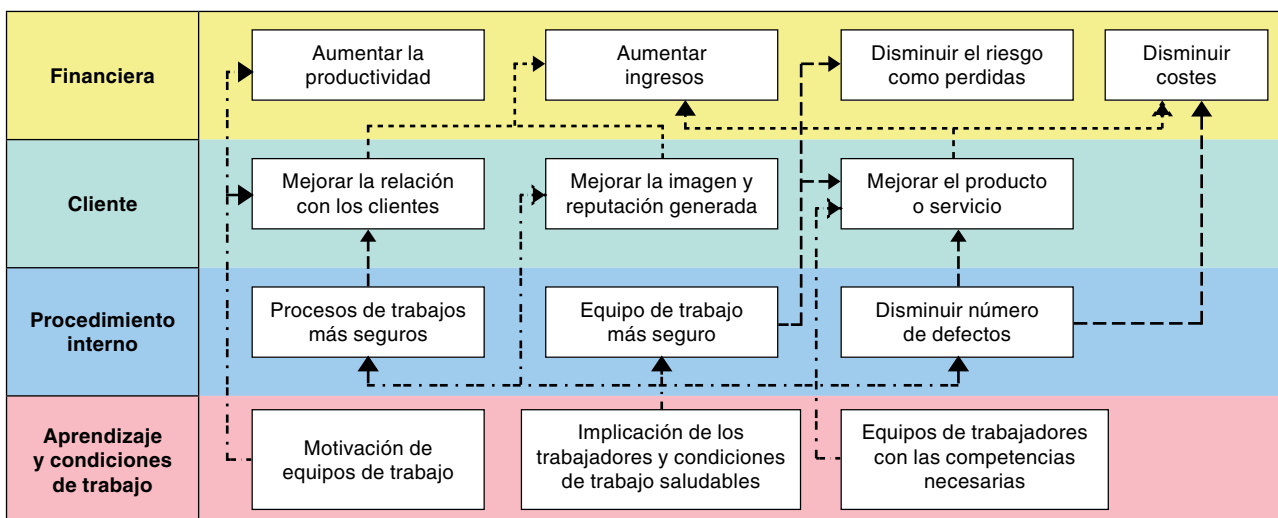 Financiera
Aumentar la
productividad
Aumentar
ingresos
Disminuir el riesgo
como perdidas
Disminuir
costes
Cliente
Mejorar la relación
con los clientes
Mejorar la imagen y
reputación generada
Mejorar el producto
o servicio
Procedimiento
interno
Procesos de trabajos
más seguros
Equipo de trabajo
más seguro
Disminuir número
de defectos
Aprendizaje
y condiciones
de trabajo
Motivación de
equipos de trabajo
Implicación de los
trabajadores y condiciones
de trabajo saludables
Equipos de trabajadores
con las competencias
necesarias